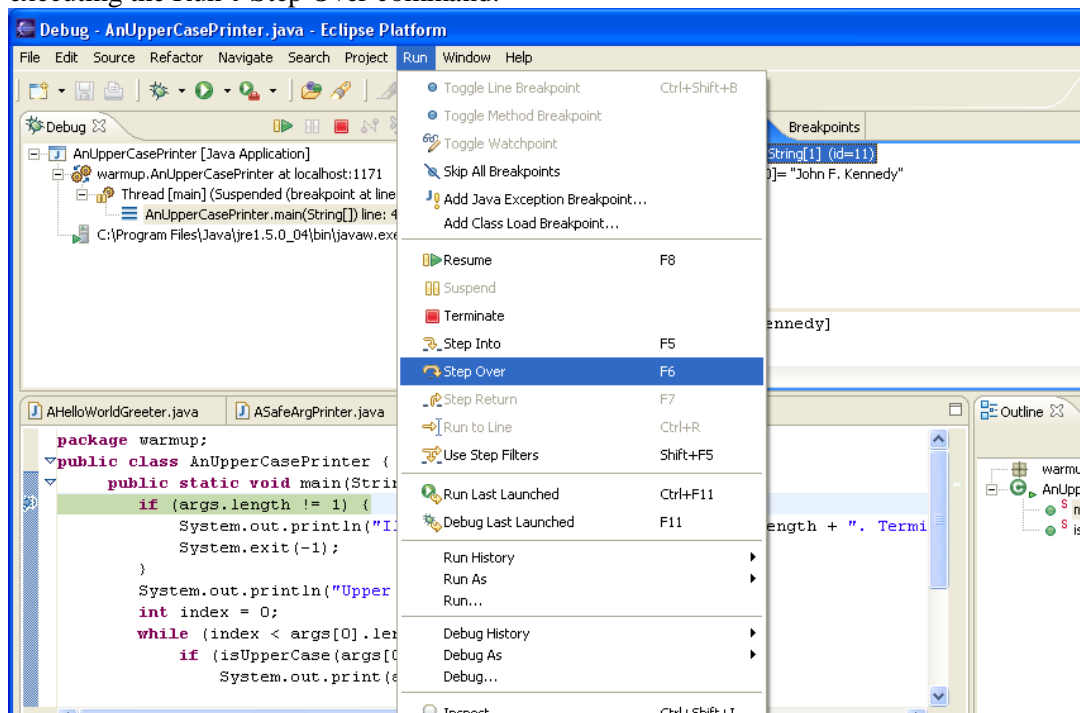 executing the Run → Step Over command.
Debug - AnUpperCasePrinter.java - Eclipse Platform
File Edit Source Refactor Navigate Search Project Run Window Help
Debug
Breakpoints
AnUpperCasePrinter [Java Application]
warmup.AnUpperCasePrinter at localhost:1171
Thread [main] (Suspended (breakpoint at line
AnUpperCasePrinter.main(String[]) line: 4
C:\Program Files\Java\jre1.5.0_04\bin\javaw.exe
String[1] (id=11)
]= "John F. Kennedy"
ennedy]
Toggle Line Breakpoint Ctrl+Shift+B
Toggle Method Breakpoint
Toggle Watchpoint
Skip All Breakpoints
Add Java Exception Breakpoint...
Add Class Load Breakpoint...
Resume F8
Suspend
Terminate
Step Into F5
Step Over F6
Step Return F7
Run to Line Ctrl+R
Use Step Filters Shift+F5
Run Last Launched Ctrl+F11
Debug Last Launched F11
Run History
Run As
Run...
Debug History
Debug As
Debug...
Inspect Ctrl+Shift+I
AHelloWorldGreeter.java ASafeArgPrinter.java
package warmup;
public class AnUpperCasePrinter {
public static void main(Strin
if (args.length != 1) {
System.out.println("Il
ength + ". Termi
System.exit(-1);
}
System.out.println("Upper
int index = 0;
while (index < args[0].len
if (isUpperCase(args[0
System.out.print(a
Outline
warmu
AnUpp
S
S is